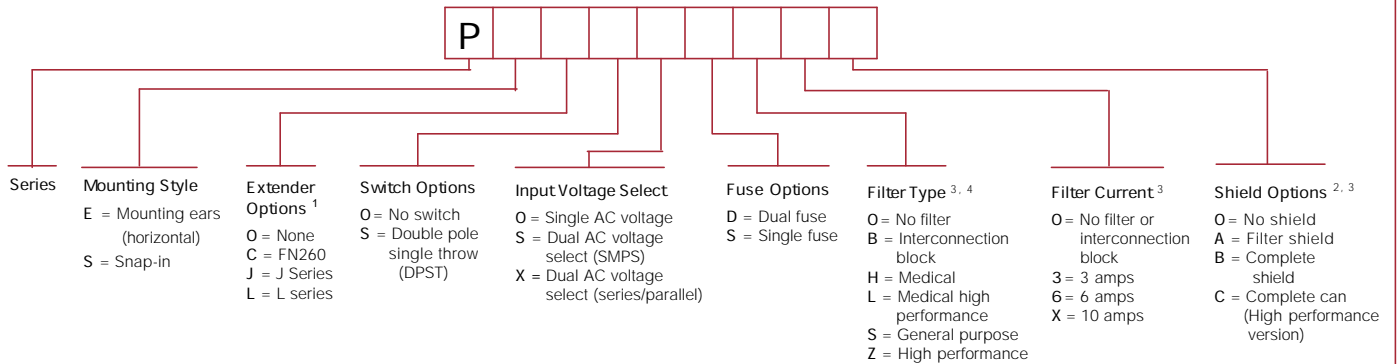 P
Series
Mounting Style
E = Mounting ears
(horizontal)
S = Snap-in
Extender
Options 1
O = None
C = FN260
J = J Series
L = L series
Switch Options
O = No switch
S = Double pole
single throw
(DPST)
Input Voltage Select
O = Single AC voltage
S = Dual AC voltage
select (SMPS)
X = Dual AC voltage
select (series/parallel)
Fuse Options
D = Dual fuse
S = Single fuse
Filter Type 3, 4
O = No filter
B = Interconnection
block
H = Medical
L = Medical high
performance
S = General purpose
Z = High performance
Filter Current 3
O = No filter or
interconnection
block
3 = 3 amps
6 = 6 amps
X = 10 amps
Shield Options 2, 3
O = No shield
A = Filter shield
B = Complete
shield
C = Complete can
(High performance
version)